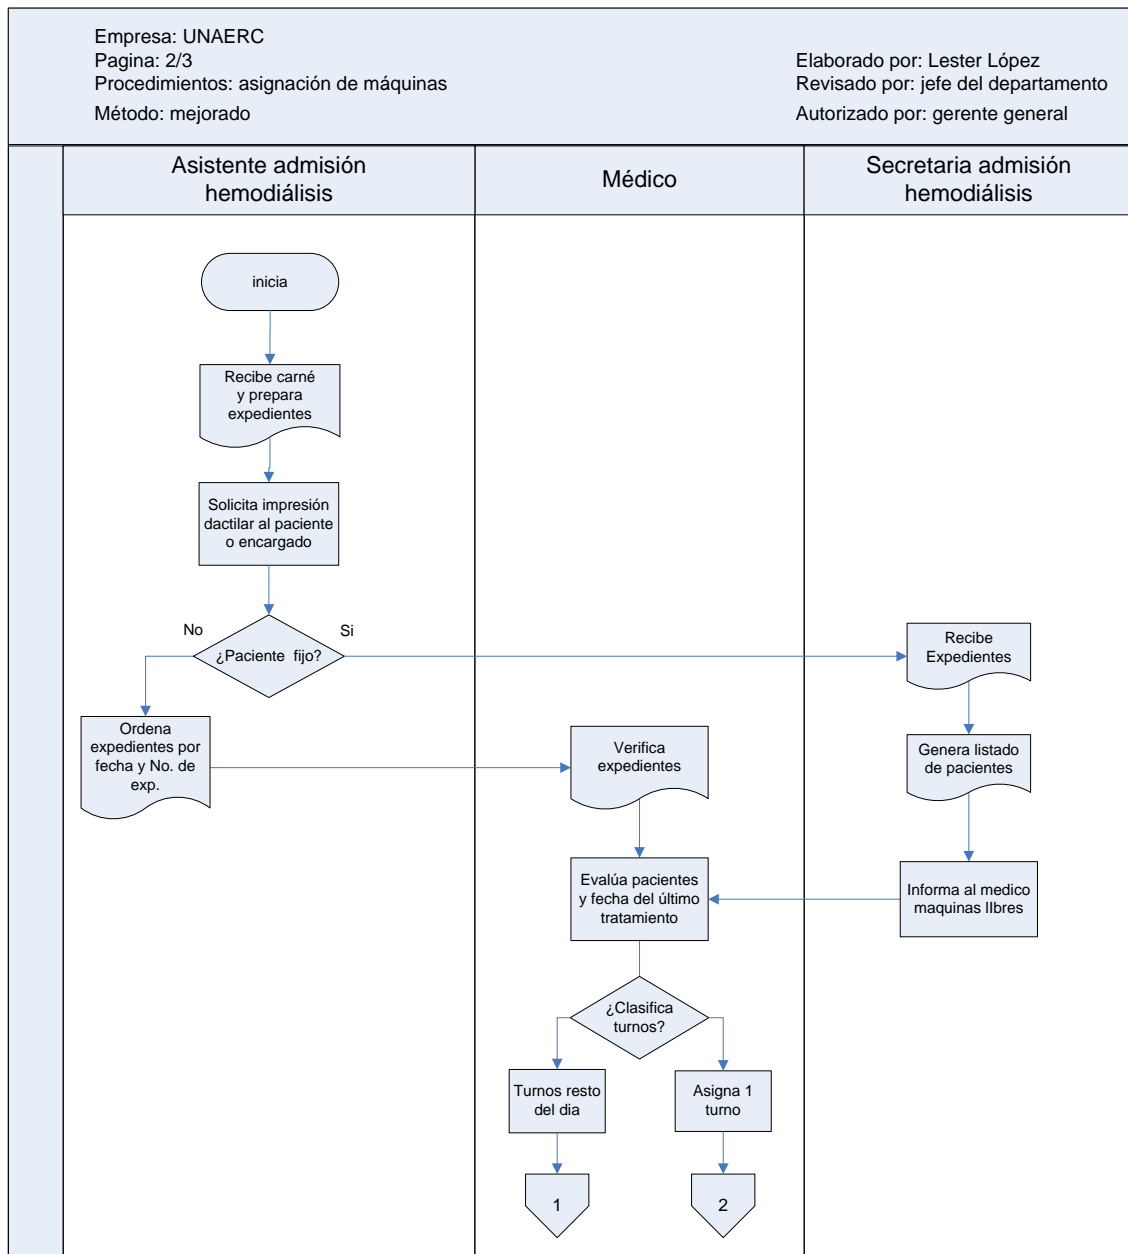 Empresa: UNAERC
Pagina: 2/3
Procedimientos: asignación de máquinas
Método: mejorado
Elaborado por: Lester López
Revisado por: jefe del departamento
Autorizado por: gerente general
Asistente admisión
hemodiálisis
Médico
Secretaria admisión
hemodiálisis
inicia
Recibe carné
y prepara
expedientes
Solicita impresión
dactilar al paciente
o encargado
No
Si
¿Paciente fijo?
Recibe
Expedientes
Ordena
expedientes por
fecha y No. de
exp.
Verifica
expedientes
Genera listado
de pacientes
Evalúa pacientes
y fecha del último
tratamiento
Informa al medico
maquinas lIbres
¿Clasifica
turnos?
Turnos resto
del dia
Asigna 1
turno
1
2